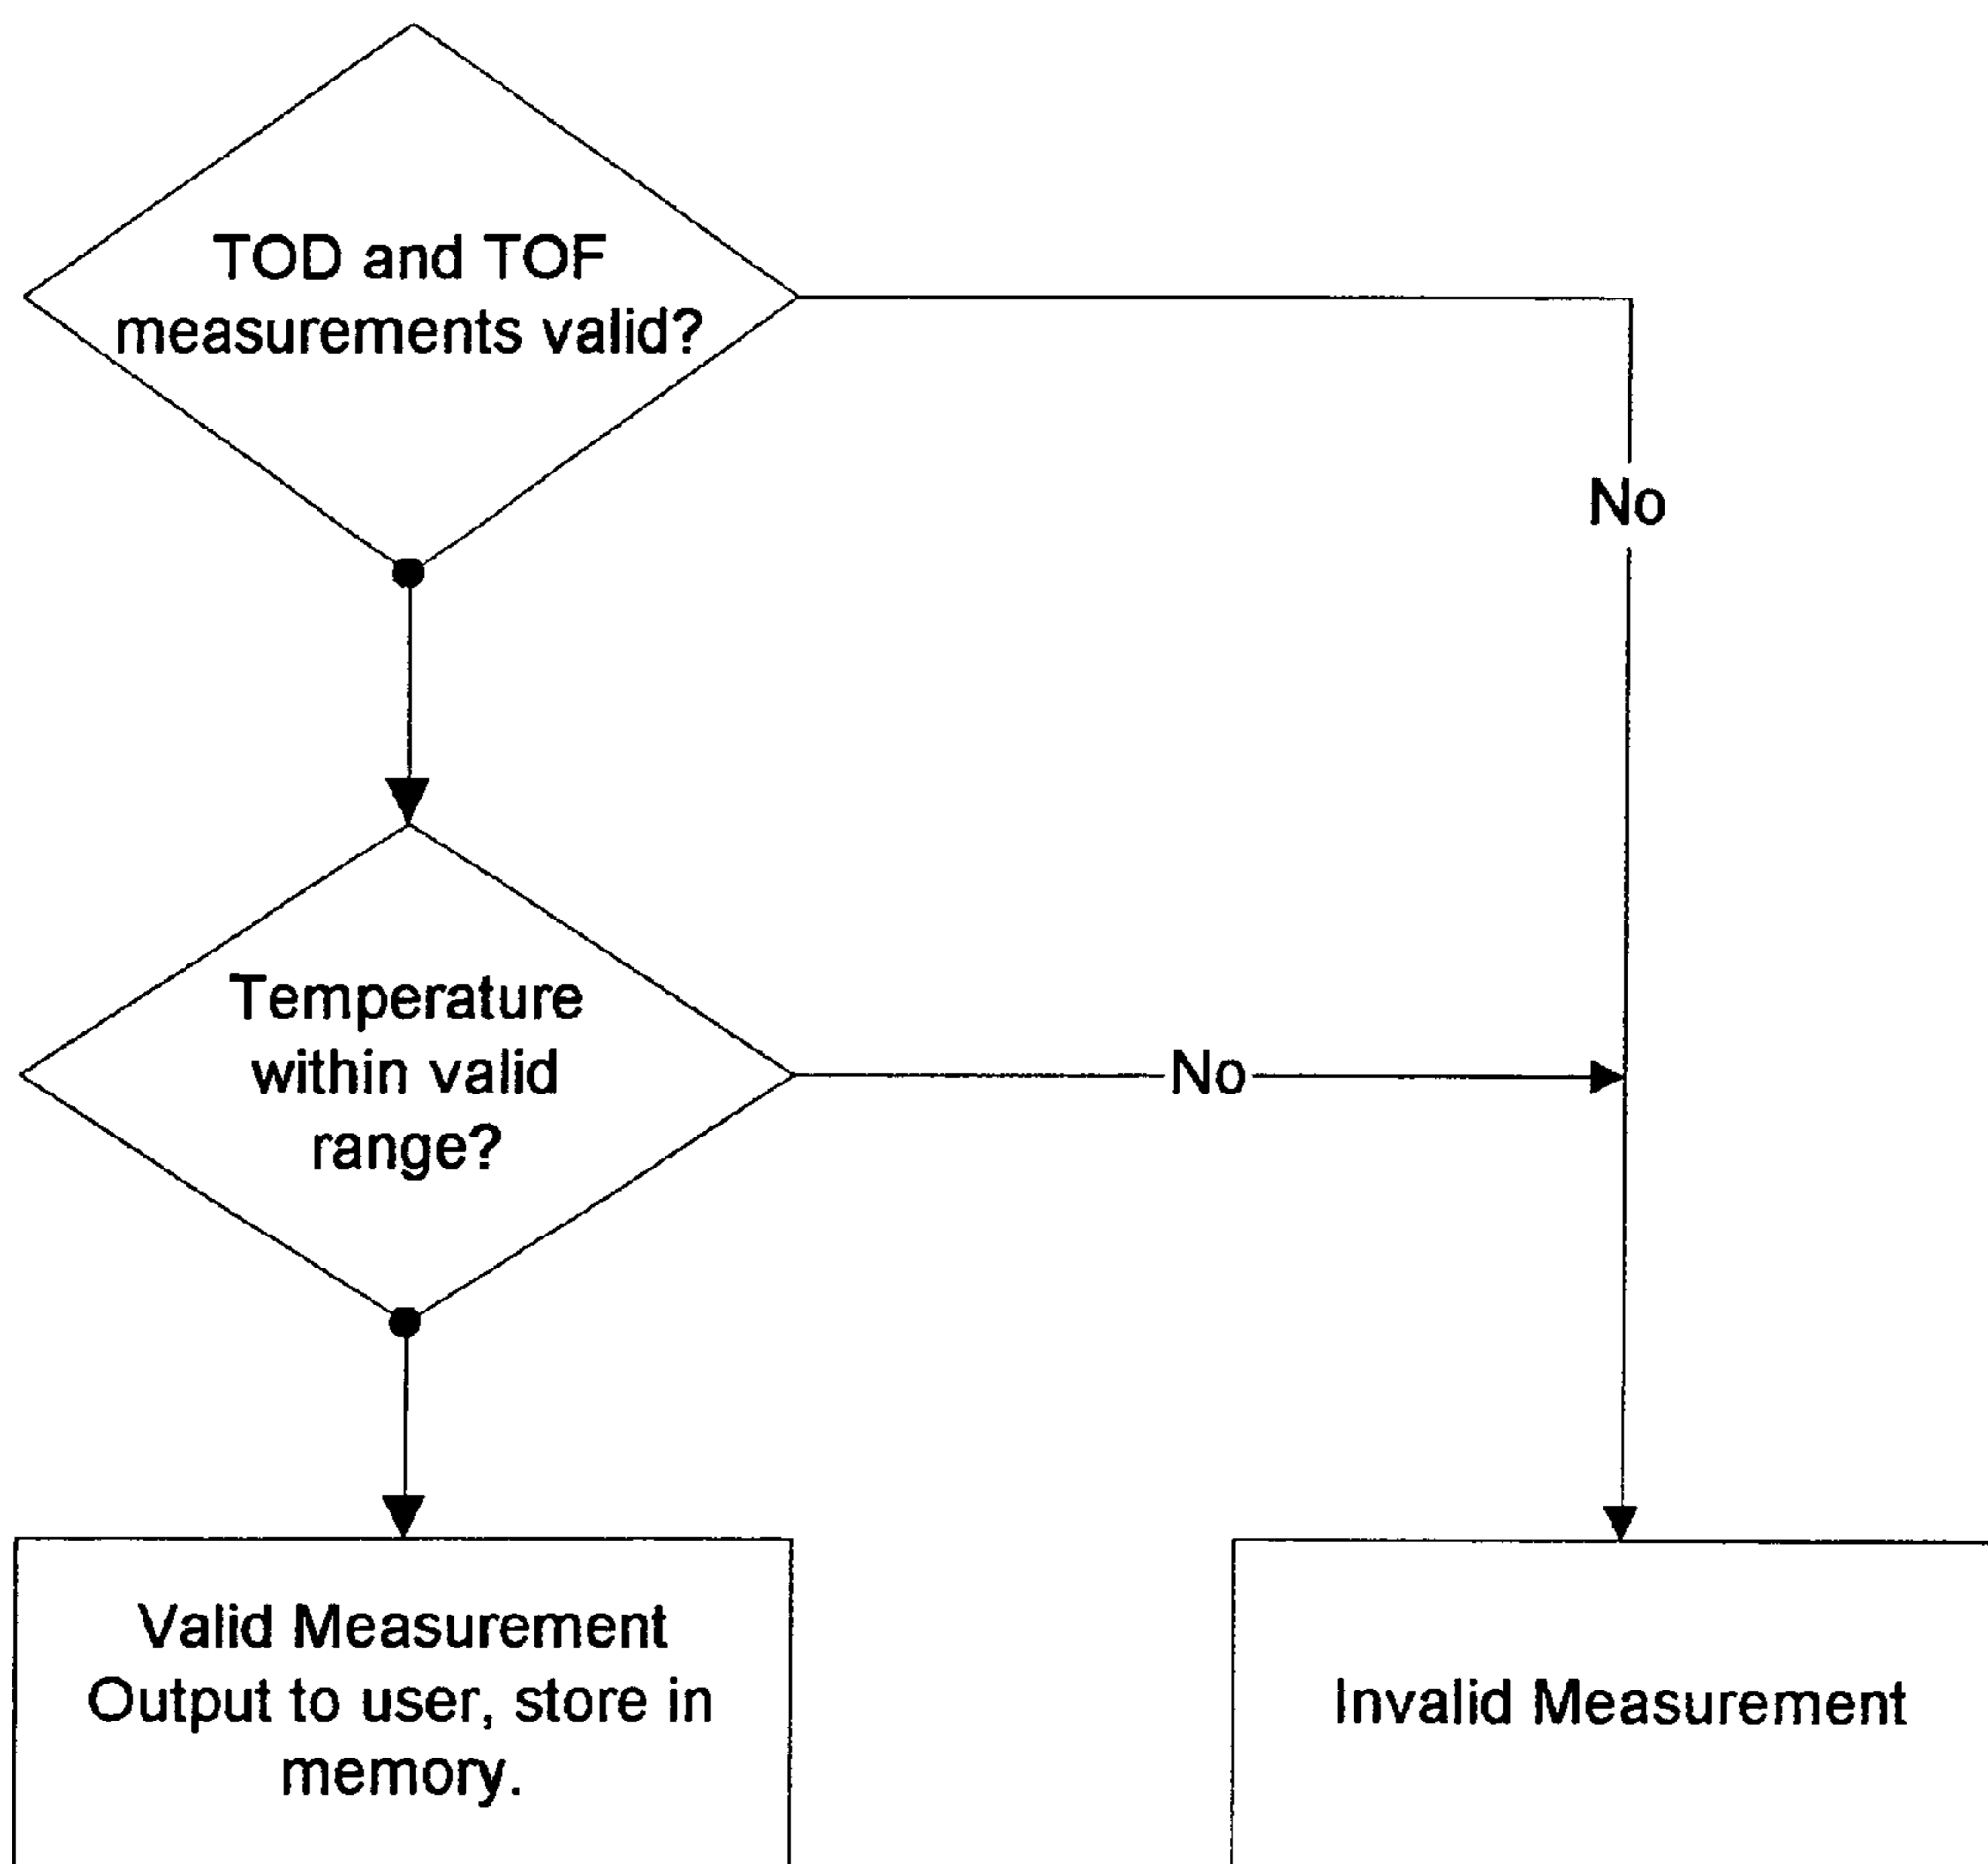 TOD and TOF
measurements valid?
No
Temperature
within valid
range?
No
Valid Measurement
Output to user, store in
memory.
Invalid Measurement